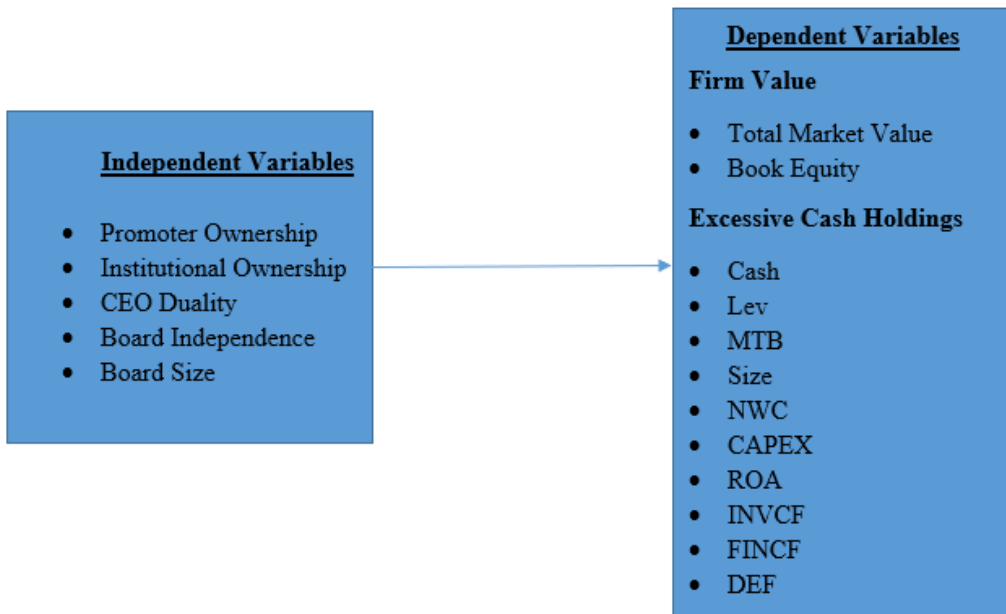 Independent Variables
• Promoter Ownership
• Institutional Ownership
• CEO Duality
• Board Independence
• Board Size
Dependent Variables
Firm Value
• Total Market Value
• Book Equity
Excessive Cash Holdings
• Cash
• Lev
• MTB
• Size
• NWC
• CAPEX
• ROA
• INVCF
• FINCF
• DEF